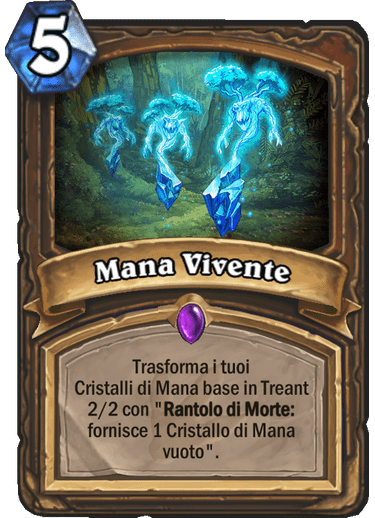 5
Mana Vivente
Trasforma i tuoi
Cristalli di Mana base in Treant
2/2 con "Rantolo di Morte:
fornisce 1 Cristallo di Mana
vuoto".